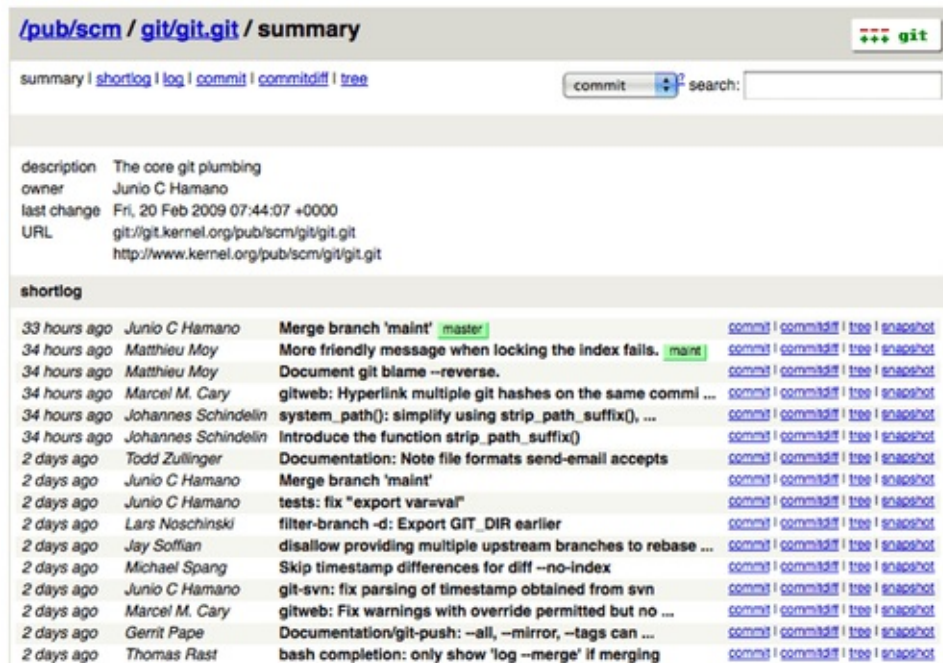 /pub/scm / git/git.git / summary
git
summary | shortlog | log | commit | commitdiff | tree
commit ? search:
description The core git plumbing
owner Junio C Hamano
last change Fri, 20 Feb 2009 07:44:07 +0000
URL git://git.kernel.org/pub/scm/git/git.git
http://www.kernel.org/pub/scm/git/git.git
shortlog
33 hours ago Junio C Hamano Merge branch 'maint' master commit | commitdiff | tree | snapshot
34 hours ago Matthieu Moy More friendly message when locking the index fails. maint commit | commitdiff | tree | snapshot
34 hours ago Matthieu Moy Document git blame --reverse. commit | commitdiff | tree | snapshot
34 hours ago Marcel M. Cary gitweb: Hyperlink multiple git hashes on the same commi ... commit | commitdiff | tree | snapshot
34 hours ago Johannes Schindelin system_path(): simplify using strip_path_suffix(), ... commit | commitdiff | tree | snapshot
34 hours ago Johannes Schindelin Introduce the function strip_path_suffix() commit | commitdiff | tree | snapshot
2 days ago Todd Zullinger Documentation: Note file formats send-email accepts commit | commitdiff | tree | snapshot
2 days ago Junio C Hamano Merge branch 'maint' commit | commitdiff | tree | snapshot
2 days ago Junio C Hamano tests: fix "export var=val" commit | commitdiff | tree | snapshot
2 days ago Lars Noschinski filter-branch -d: Export GIT_DIR earlier commit | commitdiff | tree | snapshot
2 days ago Jay Soffian disallow providing multiple upstream branches to rebase ... commit | commitdiff | tree | snapshot
2 days ago Michael Spang Skip timestamp differences for diff --no-index commit | commitdiff | tree | snapshot
2 days ago Junio C Hamano git-svn: fix parsing of timestamp obtained from svn commit | commitdiff | tree | snapshot
2 days ago Marcel M. Cary gitweb: Fix warnings with override permitted but no ... commit | commitdiff | tree | snapshot
2 days ago Gerrit Pape Documentation/git-push: --all, --mirror, --tags can ... commit | commitdiff | tree | snapshot
2 days ago Thomas Rast bash completion: only show 'log --merge' if merging commit | commitdiff | tree | snapshot